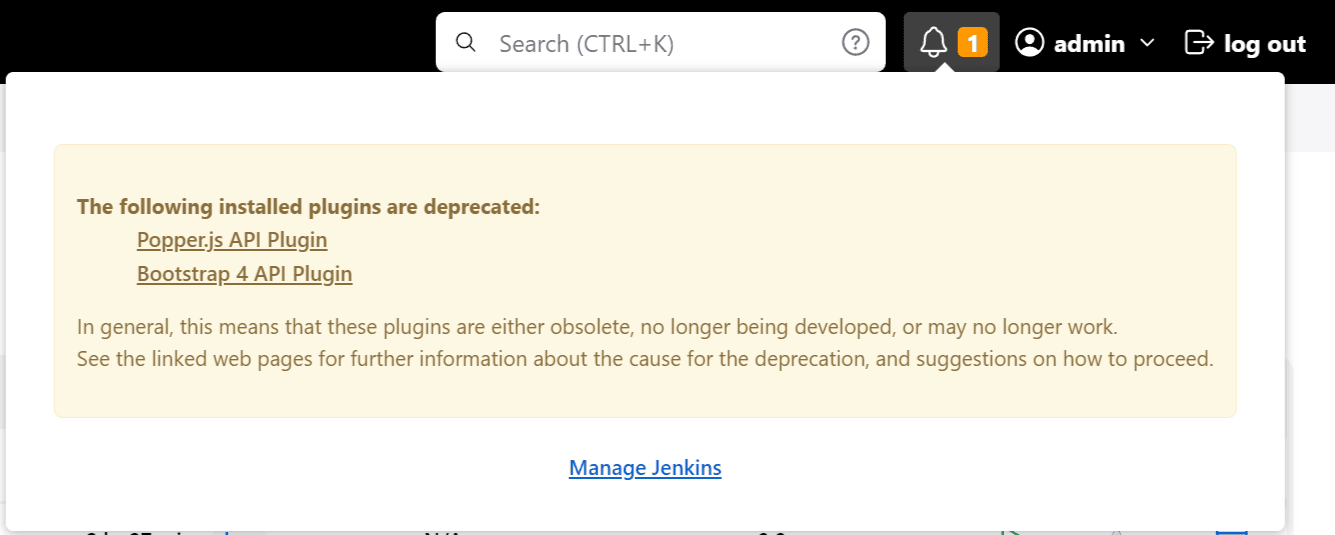 Search (CTRL+K)
1
admin
log out
The following installed plugins are deprecated:
Popper.js API Plugin
Bootstrap 4 API Plugin
In general, this means that these plugins are either obsolete, no longer being developed, or may no longer work.
See the linked web pages for further information about the cause for the deprecation, and suggestions on how to proceed.
Manage Jenkins